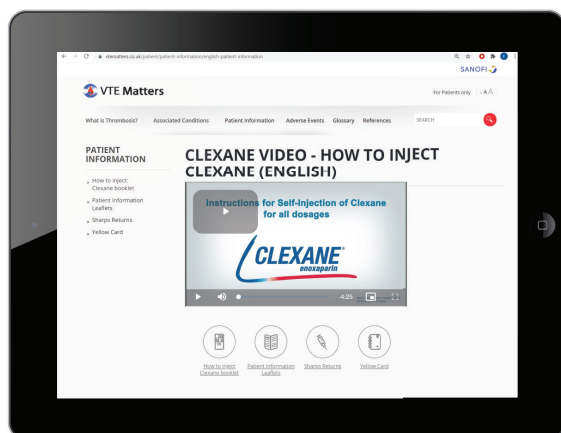 vtematters.co.uk/patient/patient-information/english-patient-information
SANOFI
VTE Matters
For Patients only
A A
What is Thrombosis?
Associated Conditions
Patient Information
Adverse Events
Glossary
References
SEARCH
PATIENT
INFORMATION
How to inject:
Clexane booklet
Patient Information
Leaflets
Sharps Returns
Yellow Card
CLEXANE VIDEO - HOW TO INJECT
CLEXANE (ENGLISH)
Instructions for Self-Injection of Clexane
for all dosages
CLEXANE®
enoxaparin
-4:25
How to inject
Clexane booklet
Patient Information
Leaflets
Sharps Returns
Yellow Card